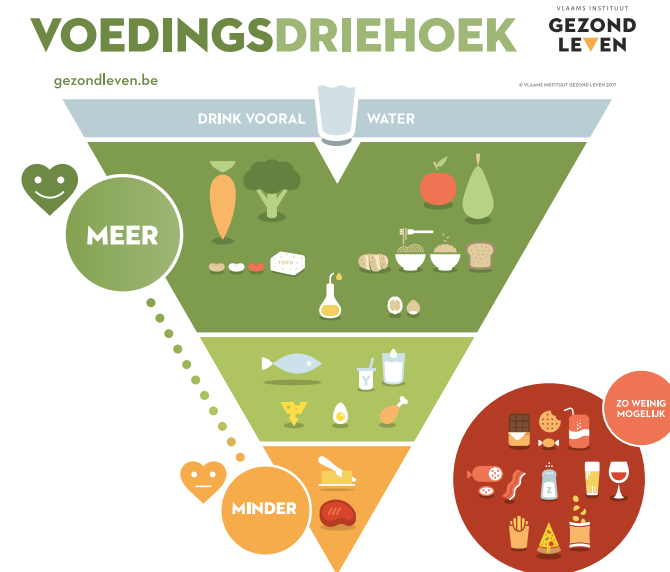 VLAAMS INSTITUUT
VOEDINGSDRIEHOEK
GEZOND
LEVEN
gezondleven.be
© VLAAMS INSTITUUT GEZOND LEVEN 2017
DRINK VOORAL WATER
MEER
TOFU
Y
ZO WEINIG
MOGELIJK
Z
MINDER